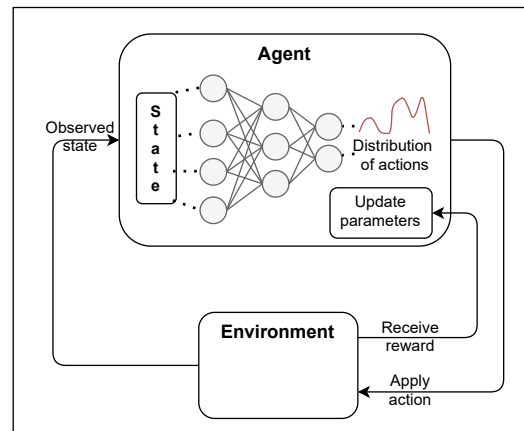 Agent
S
t
a
t
e
Observed
state
Distribution
of actions
Update
parameters
Environment
Receive
reward
Apply
action